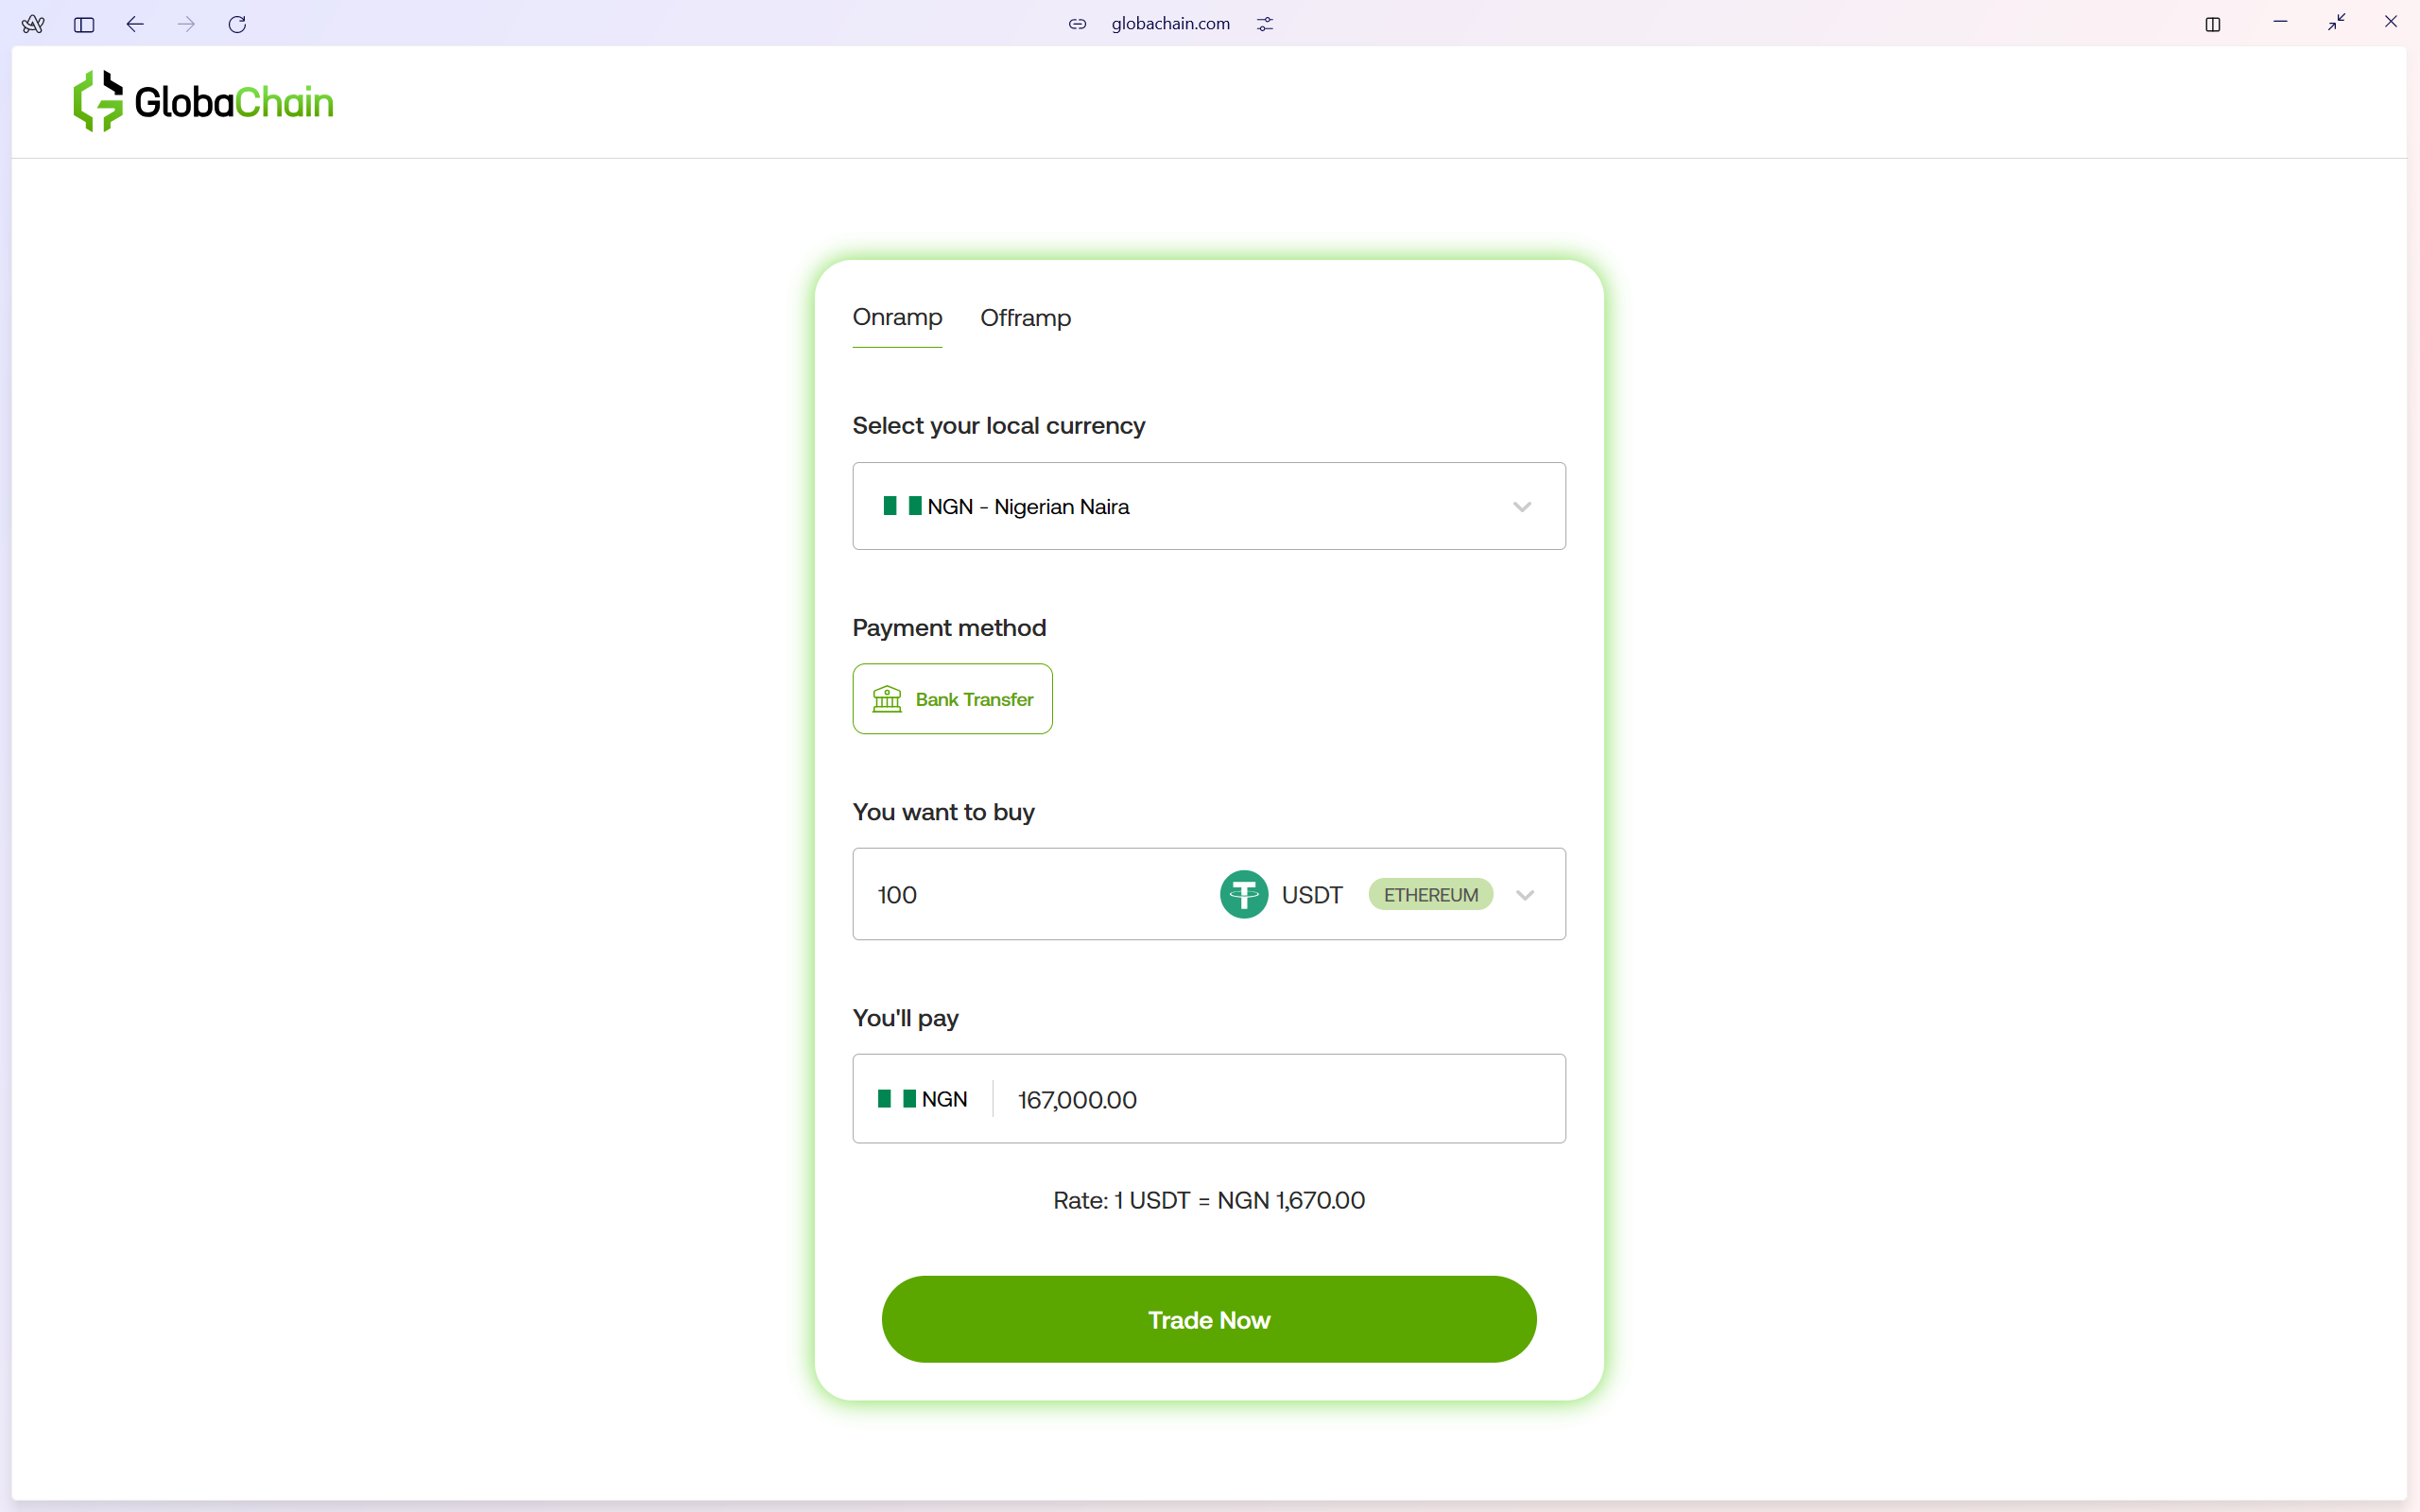 globachain.com
GlobaChain
Onramp Offramp
Select your local currency
NGN - Nigerian Naira
Payment method
Bank Transfer
You want to buy
100 USDT ETHEREUM
You'll pay
NGN 167,000.00
Rate: 1 USDT = NGN 1,670.00
Trade Now